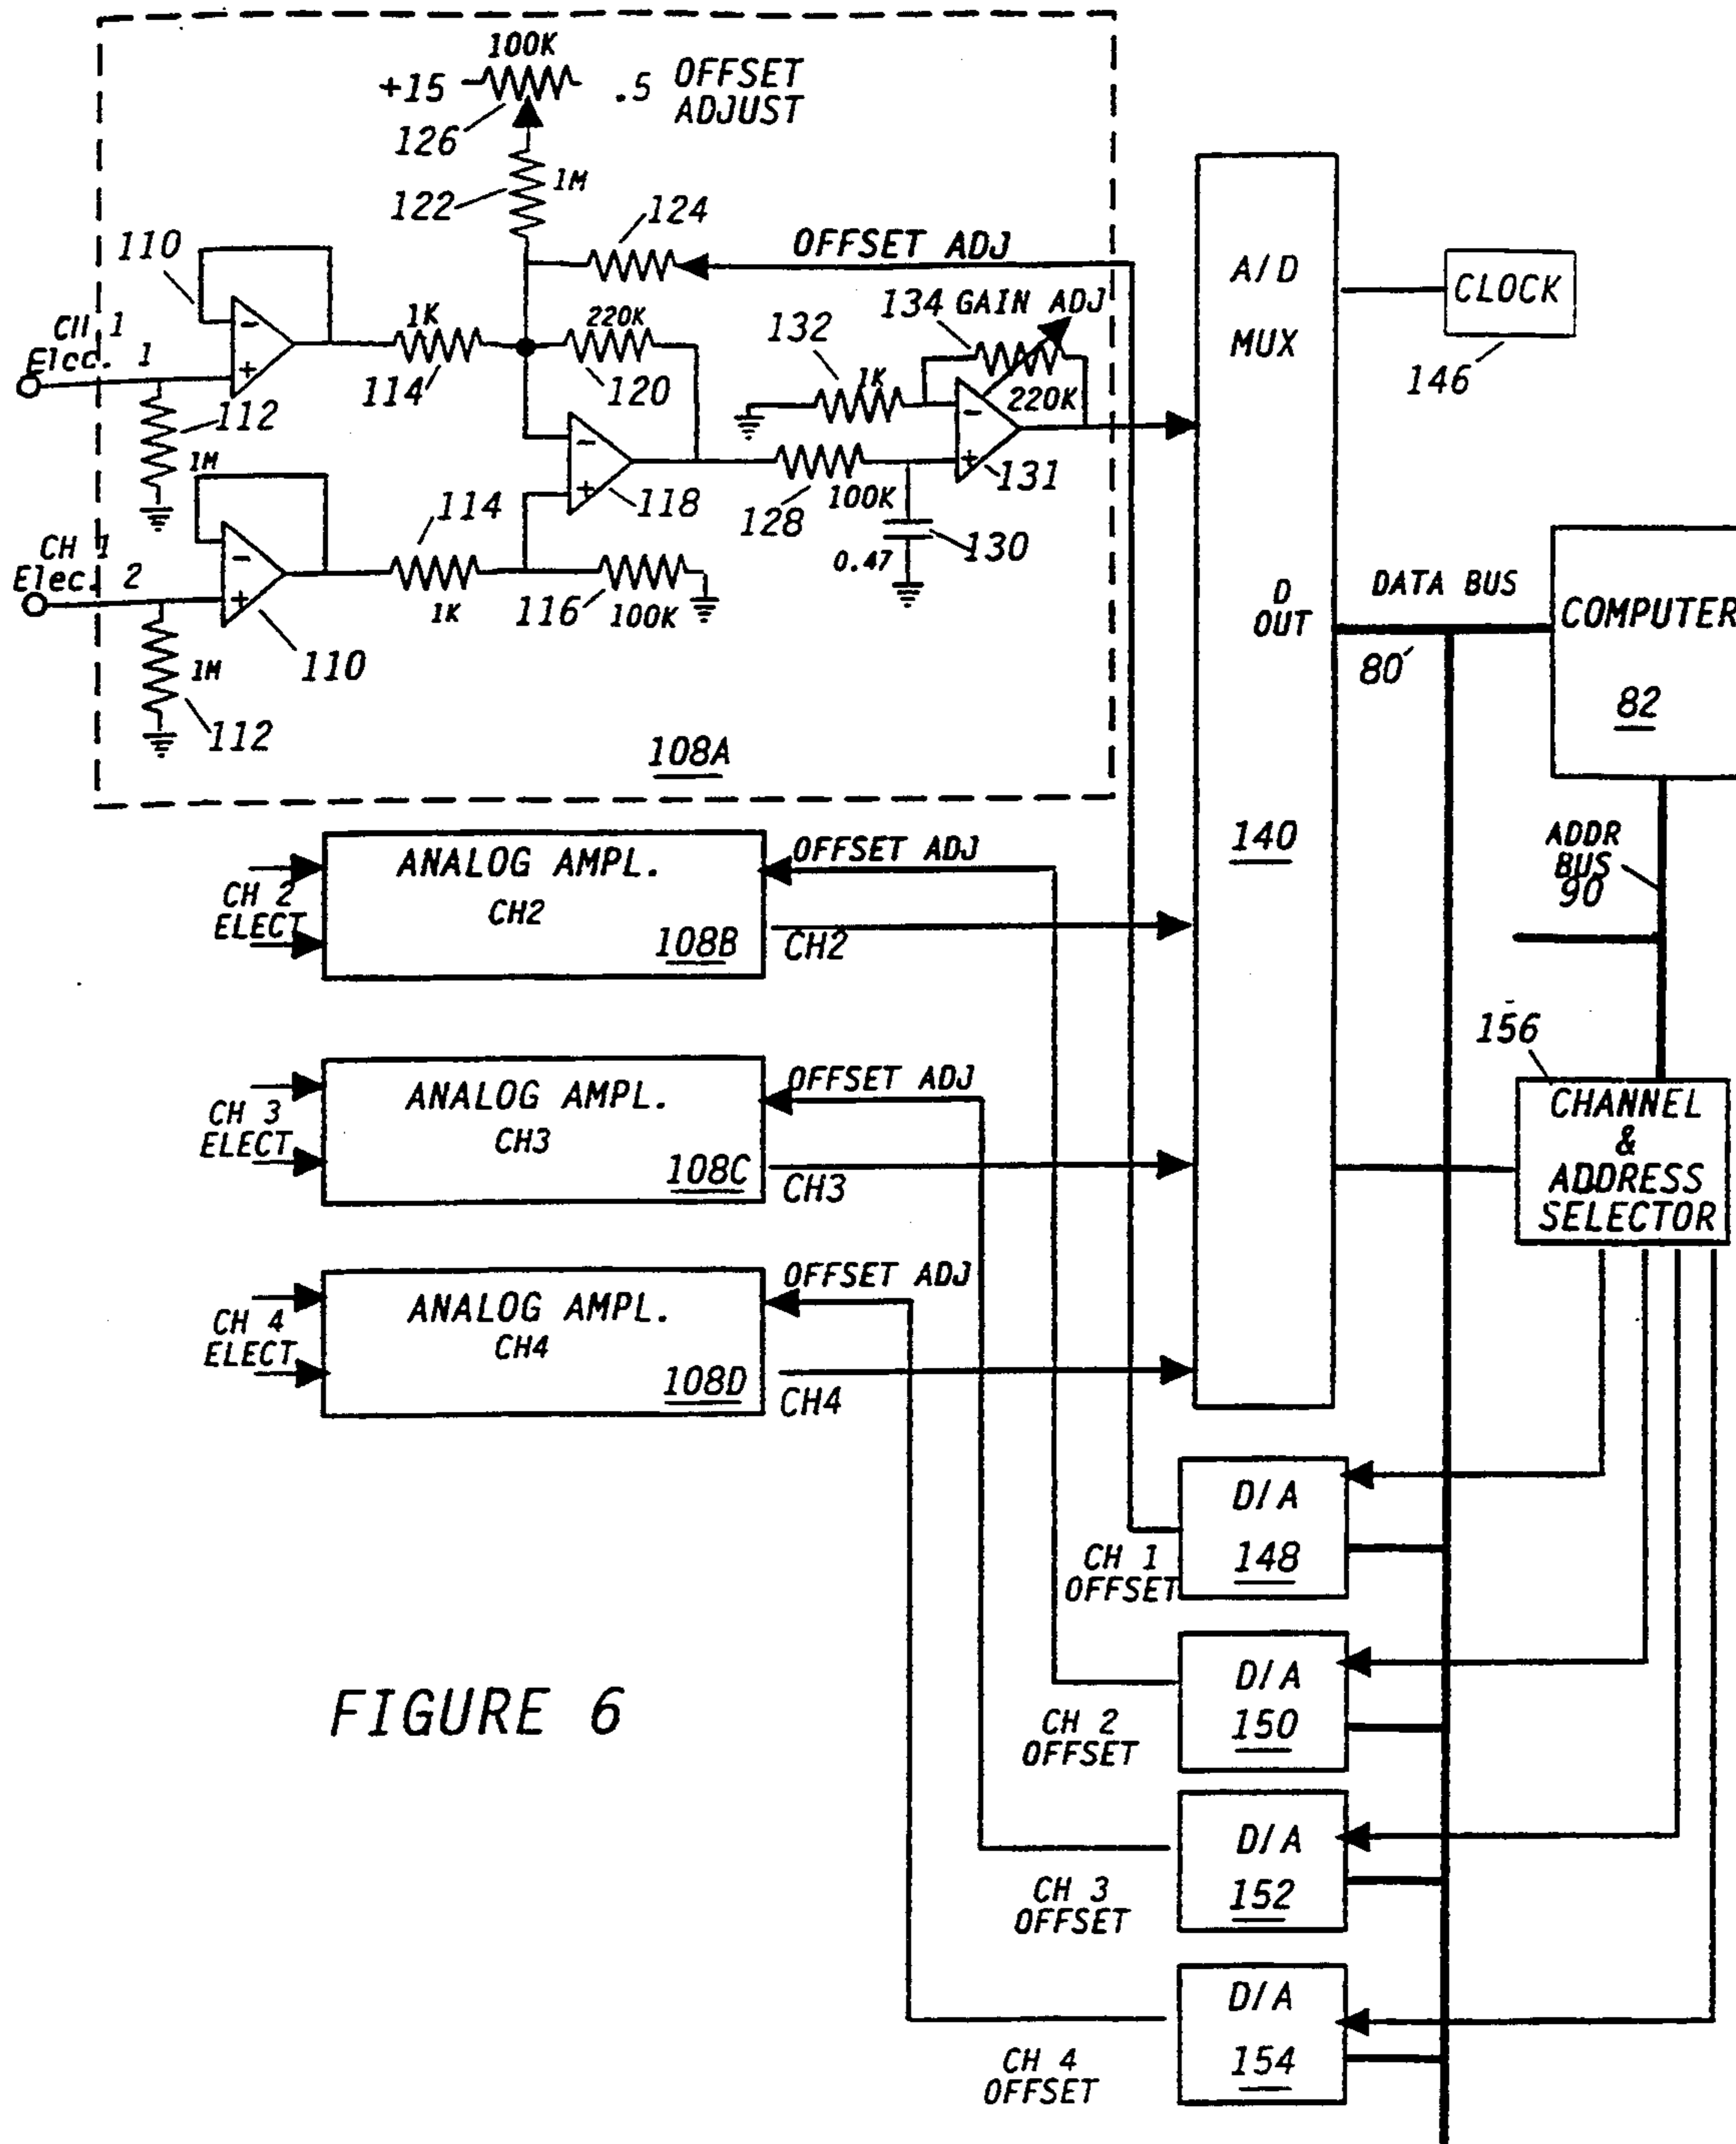 100K
+15
.5 OFFSET
ADJUST
126
122
1M
124
OFFSET ADJ
110
CH 1
Elec. 1
1K
114
220K
120
132
134 GAIN ADJ
1K
220K
112
1M
118
128
100K
131
130
0.47
CH 1
Elec. 2
114
1K
116
100K
110
1M
112
108A
A/D
MUX
D
OUT
140
CLOCK
146
DATA BUS
80'
COMPUTER
82
ADDR
BUS
90
156
CHANNEL
&
ADDRESS
SELECTOR
CH 2
ELECT
ANALOG AMPL.
CH2
108B
OFFSET ADJ
CH2
CH 3
ELECT
ANALOG AMPL.
CH3
108C
OFFSET ADJ
CH3
CH 4
ELECT
ANALOG AMPL.
CH4
108D
OFFSET ADJ
CH4
D/A
148
CH 1
OFFSET
D/A
150
CH 2
OFFSET
D/A
152
CH 3
OFFSET
D/A
154
CH 4
OFFSET
FIGURE 6